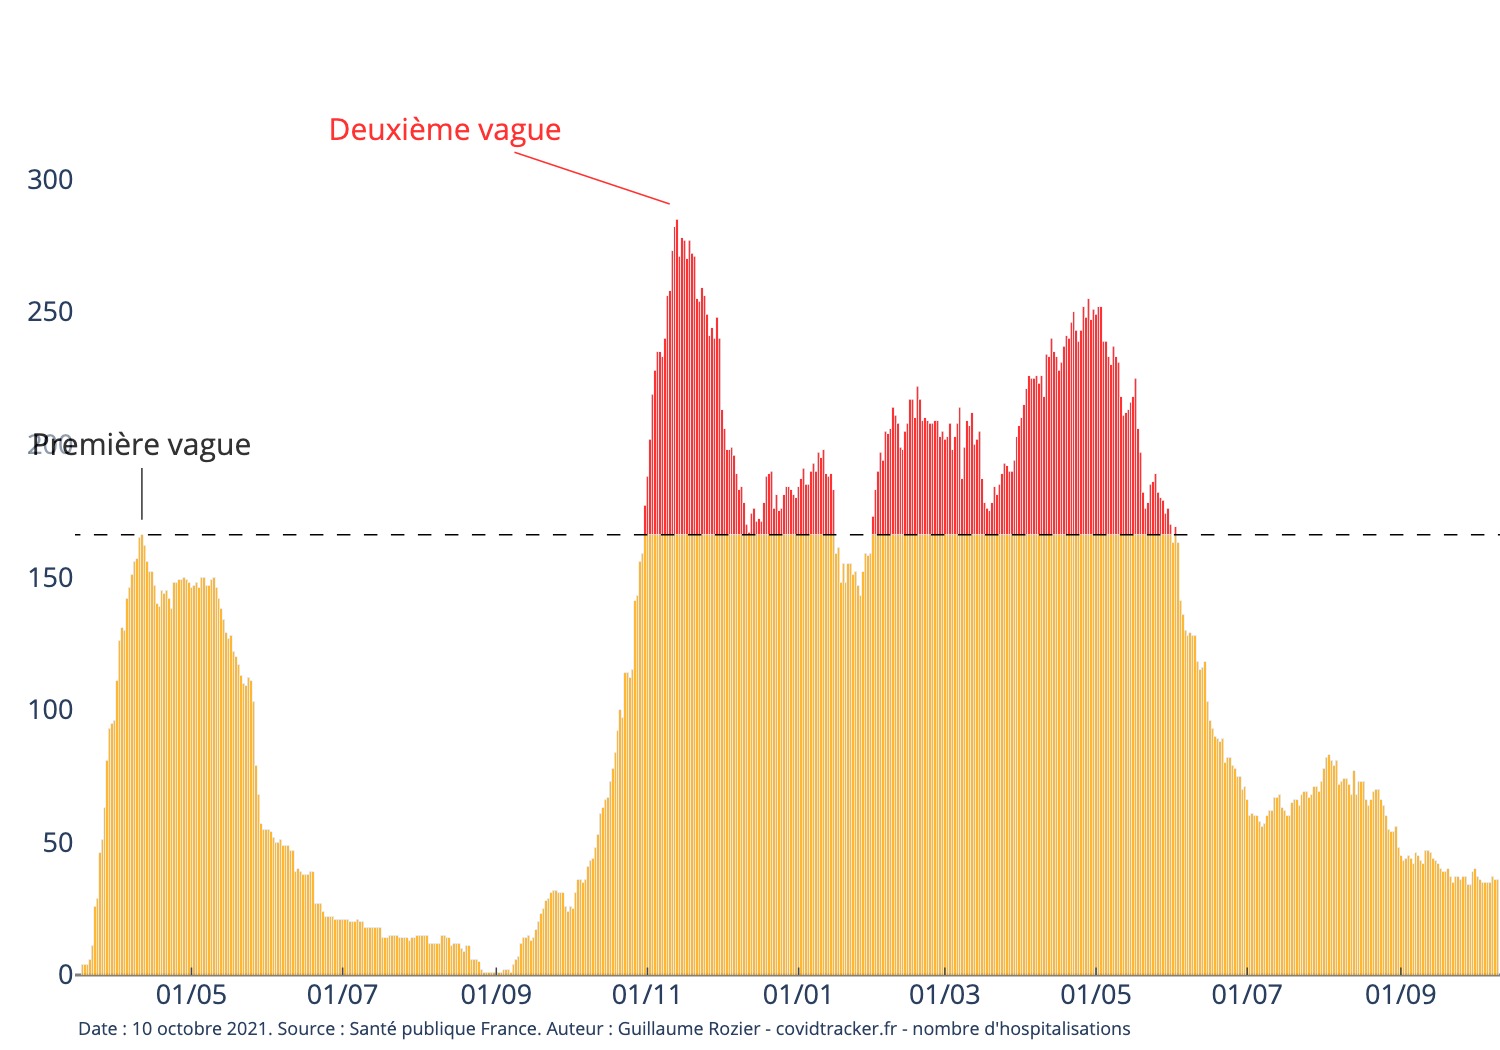 Deuxième vague
300
250
200
Première vague
150
100
50
0
01/05 01/07 01/09 01/11 01/01 01/03 01/05 01/07 01/09
Date : 10 octobre 2021. Source : Santé publique France. Auteur : Guillaume Rozier - covidtracker.fr - nombre d'hospitalisations